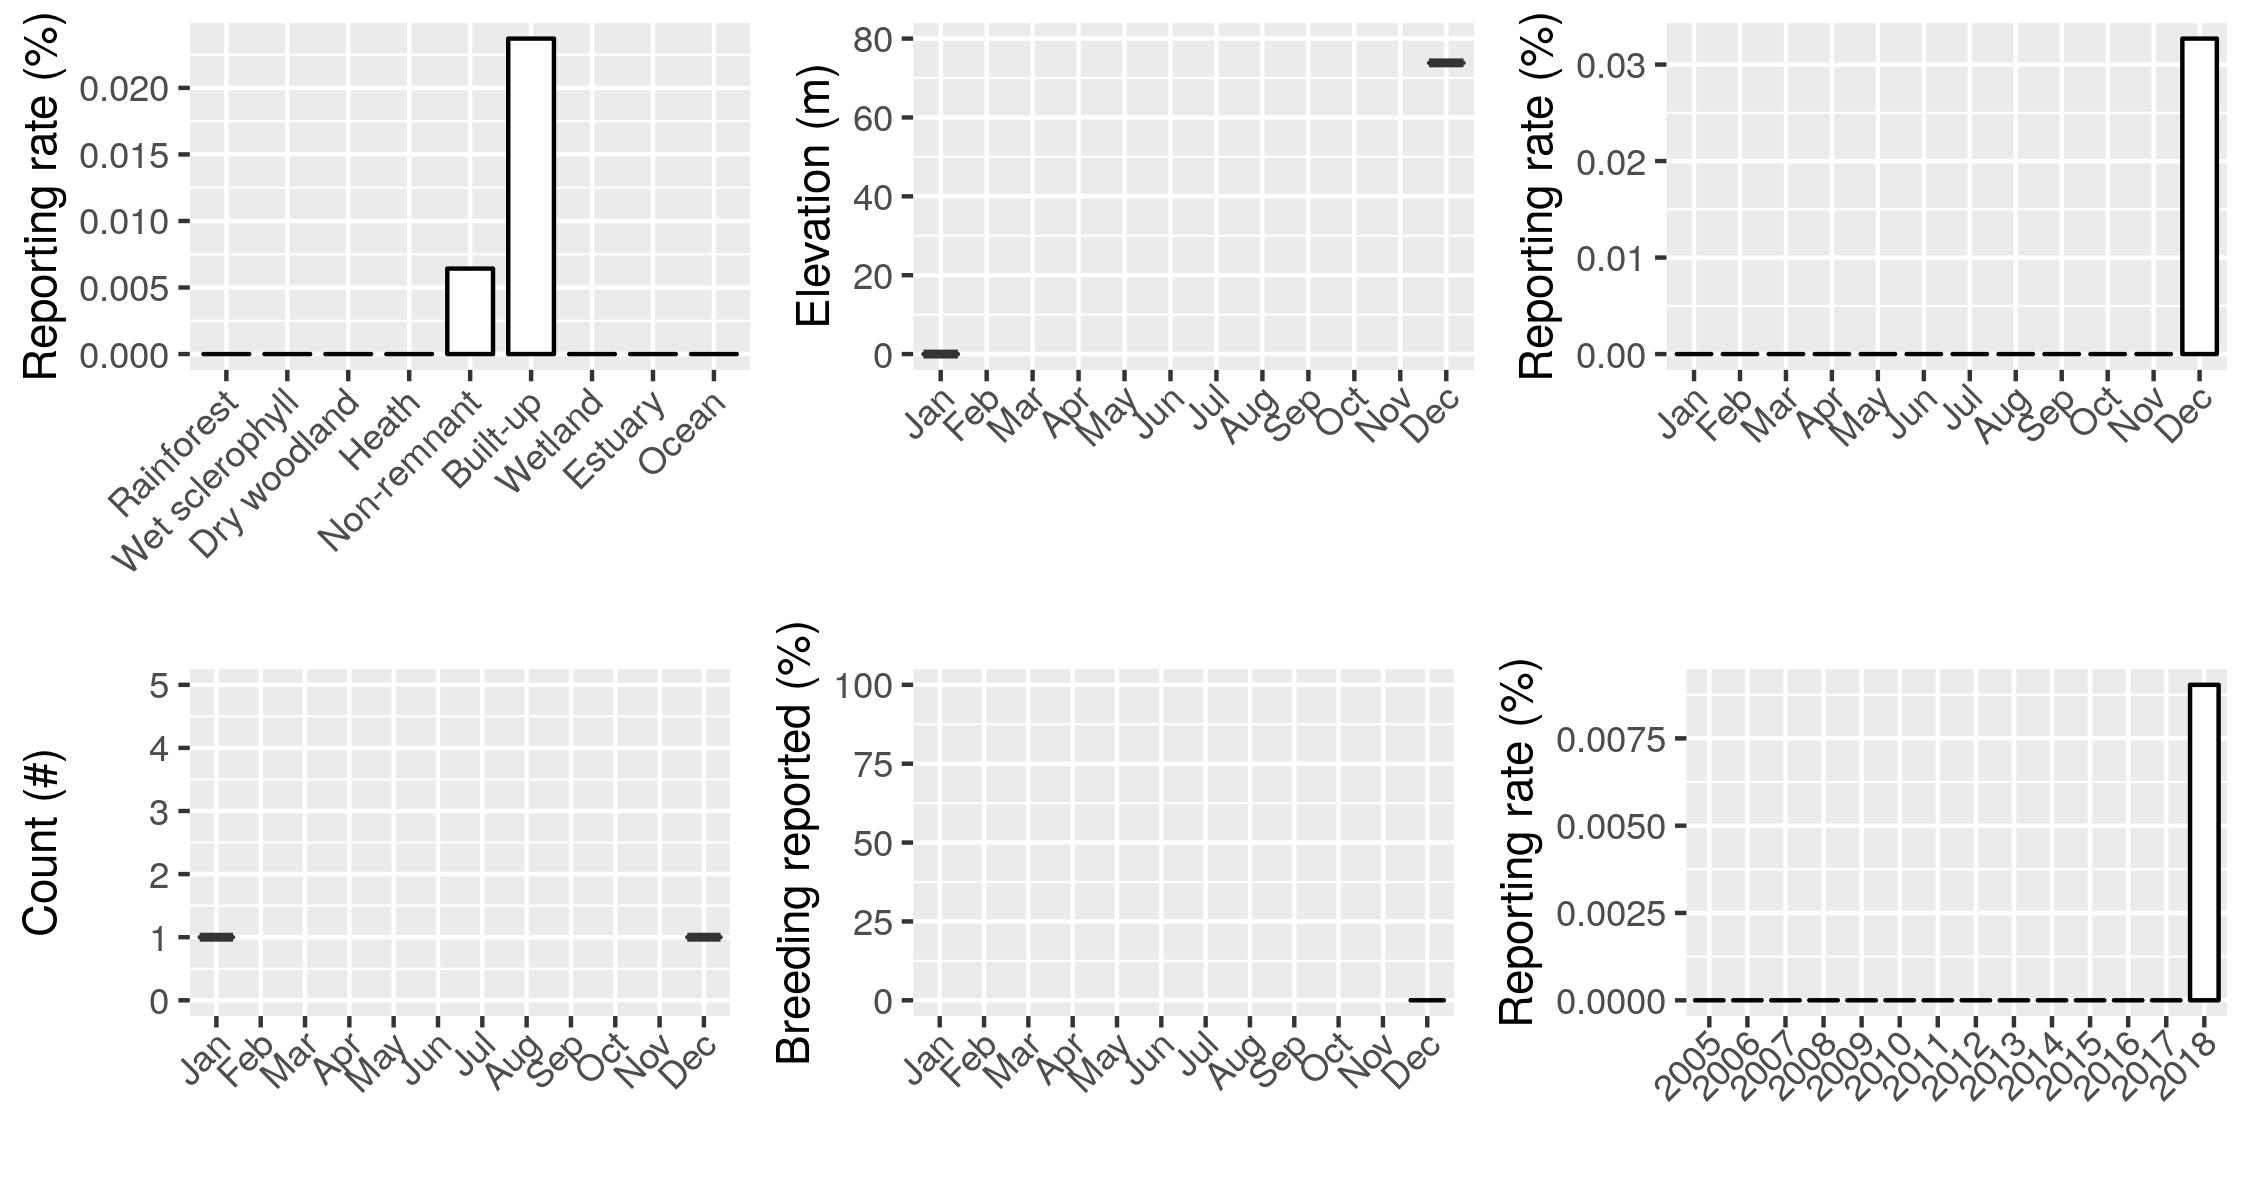 Reporting rate (%)
0.020
0.015
0.010
0.005
0.000
Rainforest
Wet sclerophyll
Dry woodland
Heath
Non-remnant
Built-up
Wetland
Estuary
Ocean
Elevation (m)
80
60
40
20
0
Jan
Feb
Mar
Apr
May
Jun
Jul
Aug
Sep
Oct
Nov
Dec
Reporting rate (%)
0.03
0.02
0.01
0.00
Jan
Feb
Mar
Apr
May
Jun
Jul
Aug
Sep
Oct
Nov
Dec
Count (#)
5
4
3
2
1
0
Jan
Feb
Mar
Apr
May
Jun
Jul
Aug
Sep
Oct
Nov
Dec
Breeding reported (%)
100
75
50
25
0
Jan
Feb
Mar
Apr
May
Jun
Jul
Aug
Sep
Oct
Nov
Dec
Reporting rate (%)
0.0075
0.0050
0.0025
0.0000
2005
2006
2007
2008
2009
2010
2011
2012
2013
2014
2015
2016
2017
2018